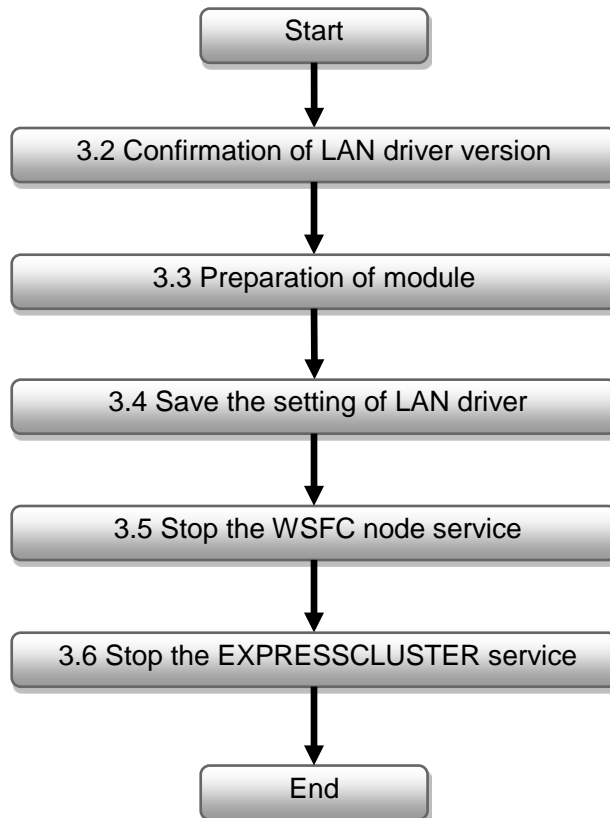 Start
3.2 Confirmation of LAN driver version
3.3 Preparation of module
3.4 Save the setting of LAN driver
3.5 Stop the WSFC node service
3.6 Stop the EXPRESSCLUSTER service
End